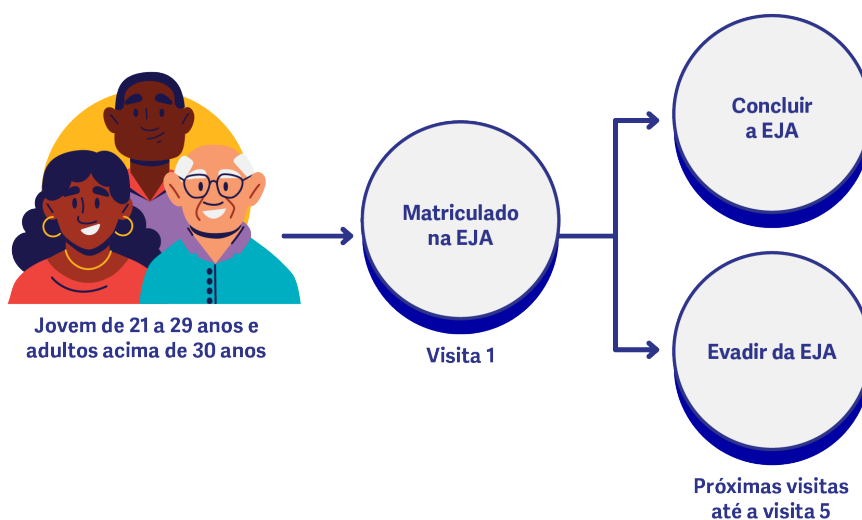 Jovem de 21 a 29 anos e
adultos acima de 30 anos
Matriculado
na EJA
Visita 1
Concluir
a EJA
Evadir da EJA
Próximas visitas
até a visita 5